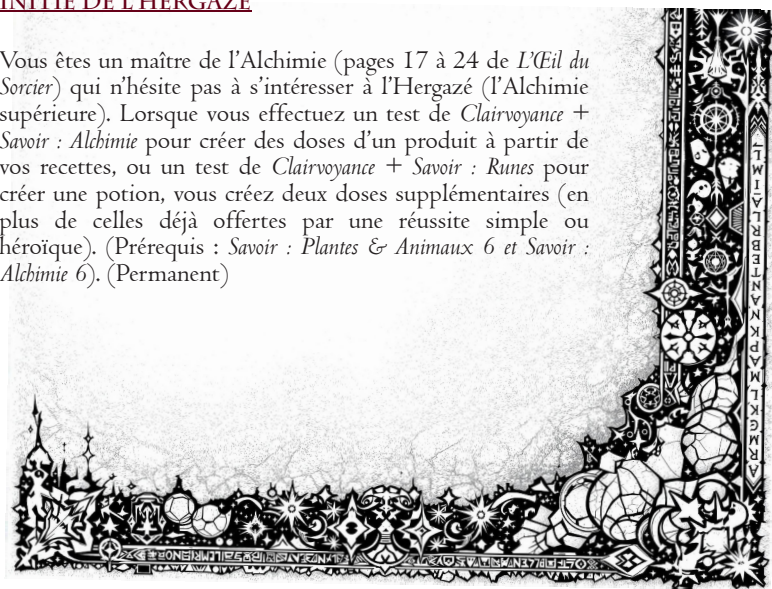 INITIÉ DE L'HERGAZÉ
Vous êtes un maître de l'Alchimie (pages 17 à 24 de L'Œil du
Sorcier) qui n'hésite pas à s'intéresser à l'Hergazé (l'Alchimie
supérieure). Lorsque vous effectuez un test de Clairvoyance +
Savoir : Alchimie pour créer des doses d'un produit à partir de
vos recettes, ou un test de Clairvoyance + Savoir : Runes pour
créer une potion, vous créez deux doses supplémentaires (en
plus de celles déjà offertes par une réussite simple ou
héroïque). (Prérequis : Savoir : Plantes & Animaux 6 et Savoir :
Alchimie 6). (Permanent)